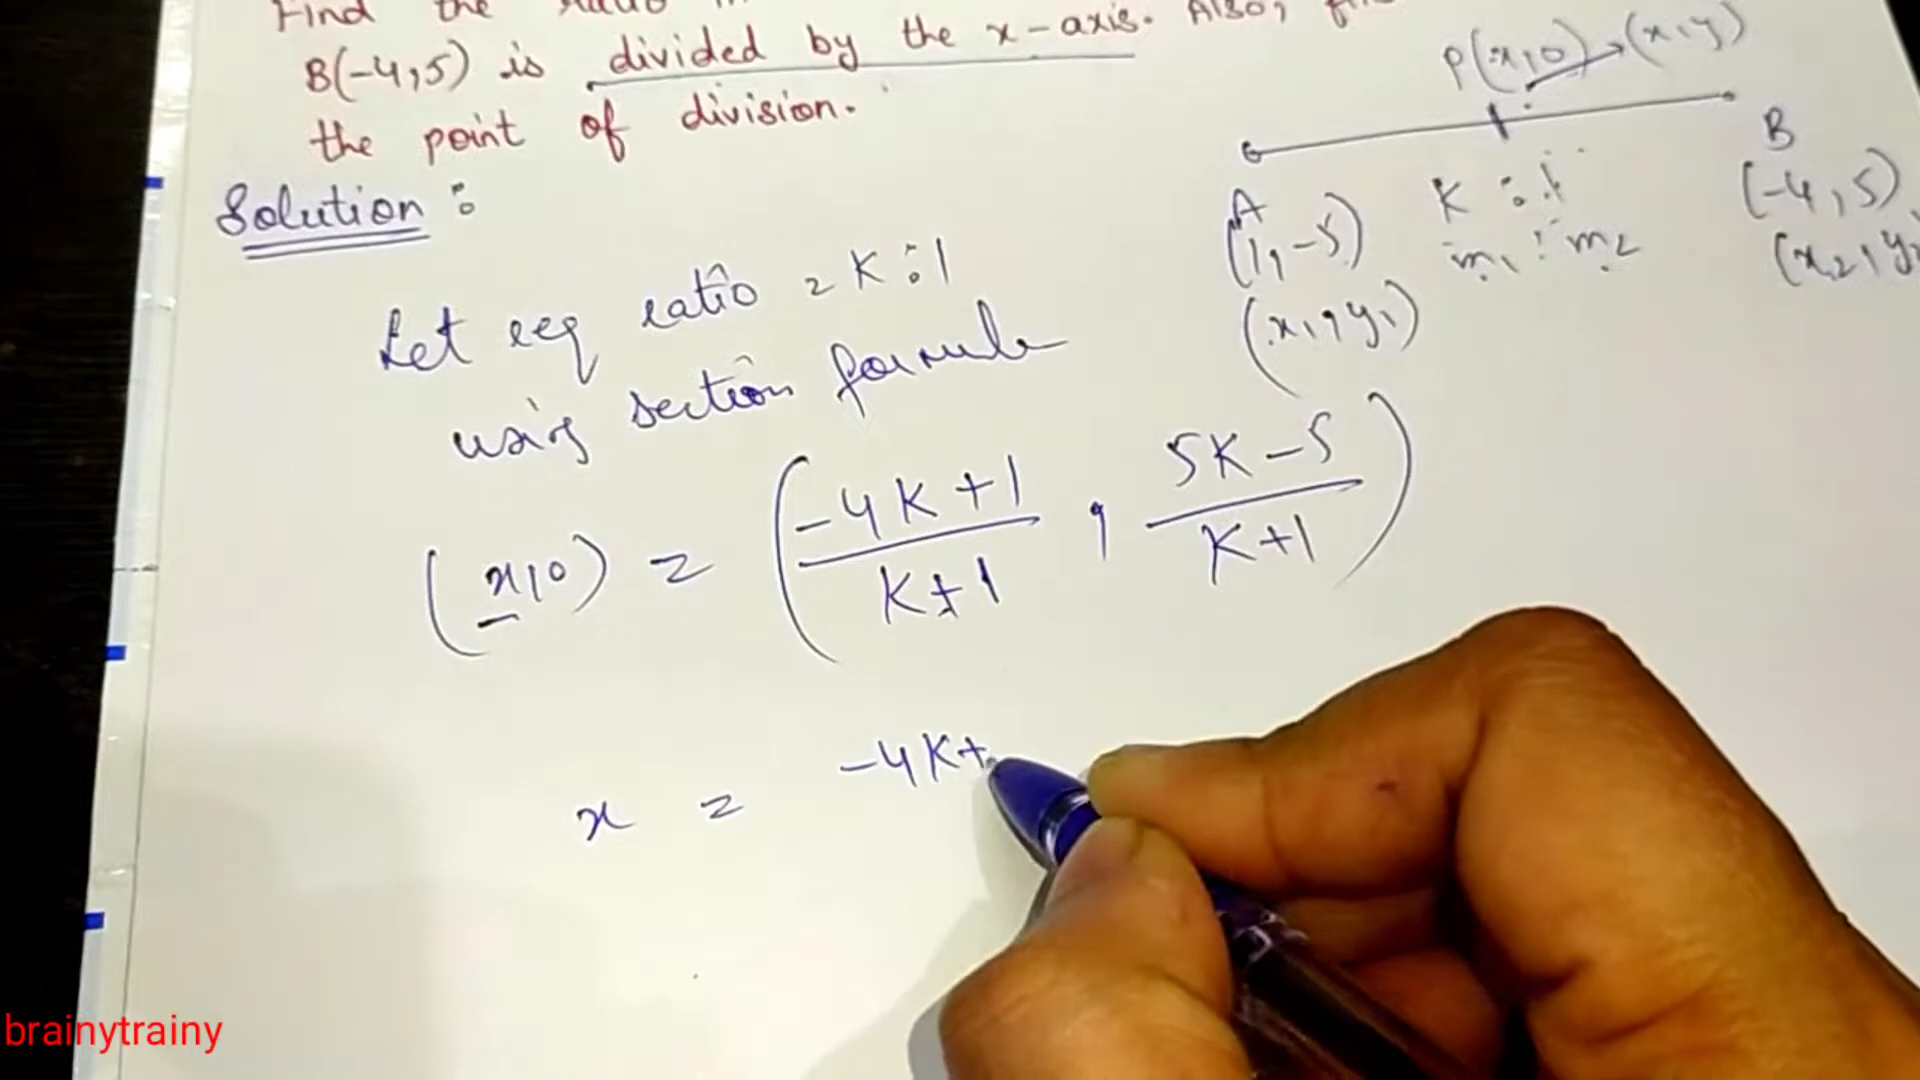 Find the
B(-4,5) is divided by the x-axis. Also,
the point of division.
P(x,0) → (x,y)
A
B
(1,-5)
K : 1
(-4,5)
(x₁,y₁)
m₁ : m₂
(x₂,y₂
Solution :
Let req ratio = K:1
using section formula
(x,0) = (-4K+1/K+1 , 5K-5/K+1)
x = -4K+
brainytrainy